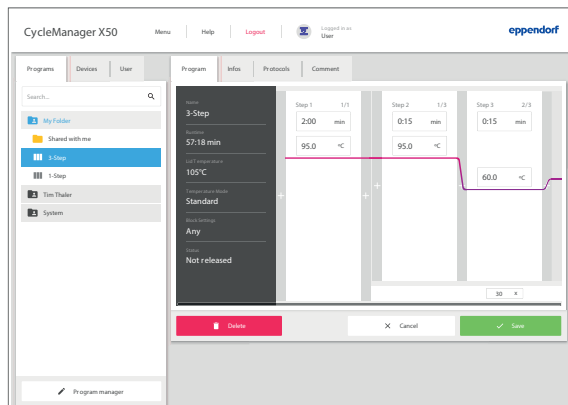 CycleManager X50
Menu
Help
Logout
Logged in as
User
eppendorf
Programs
Devices
User
Program
Infos
Protocols
Comment
Search...
My Folder
Shared with me
3-Step
1-Step
Tim Thaler
System
Name
3-Step
Runtime
57:18 min
Lid Temperature
105°C
Temperature Mode
Standard
Block Settings
Any
Status
Not released
Step 1 1/1
2:00 min
95.0 °C
Step 2 1/3
0:15 min
95.0 °C
Step 3 2/3
0:15 min
60.0 °C
30 x
Delete
Cancel
Save
Program manager